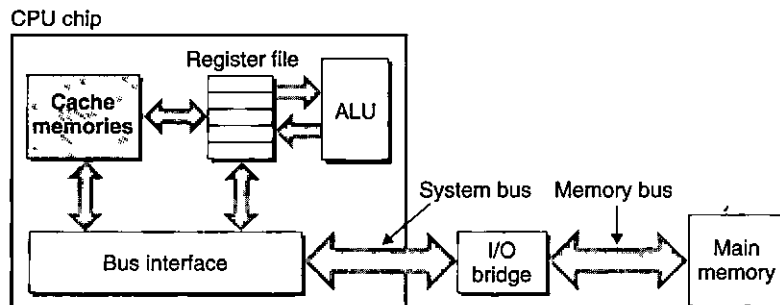 CPU chip
Register file
Cache
memories
ALU
System bus
Memory bus
Bus interface
I/O
bridge
Main
memory